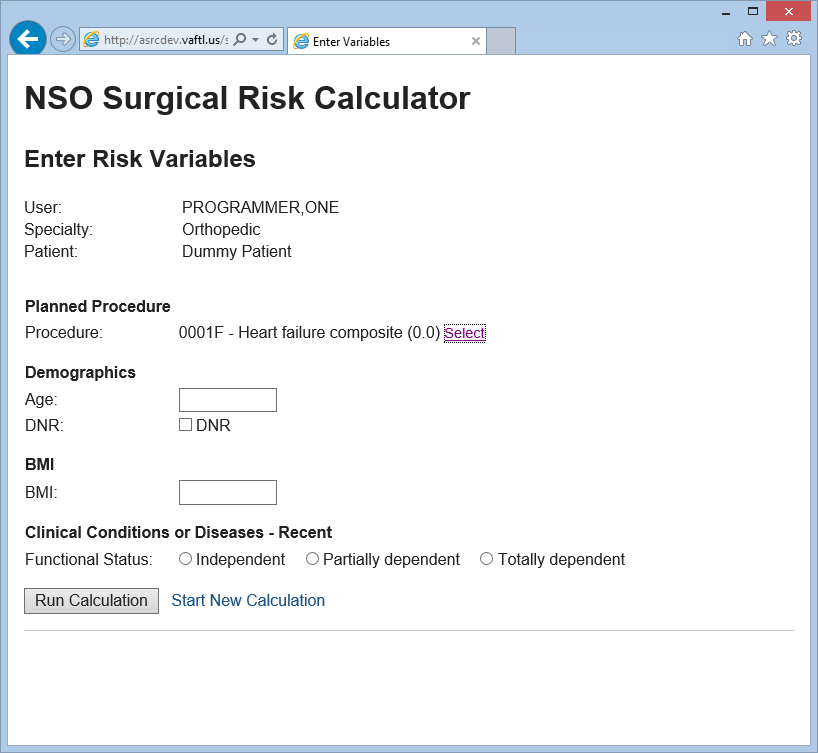 http://asrcdev.vaftl.us/s
Enter Variables
NSO Surgical Risk Calculator
Enter Risk Variables
User: PROGRAMMER,ONE
Specialty: Orthopedic
Patient: Dummy Patient
Planned Procedure
Procedure: 0001F - Heart failure composite (0.0) Select
Demographics
Age:
DNR: DNR
BMI
BMI:
Clinical Conditions or Diseases - Recent
Functional Status: Independent Partially dependent Totally dependent
Run Calculation Start New Calculation